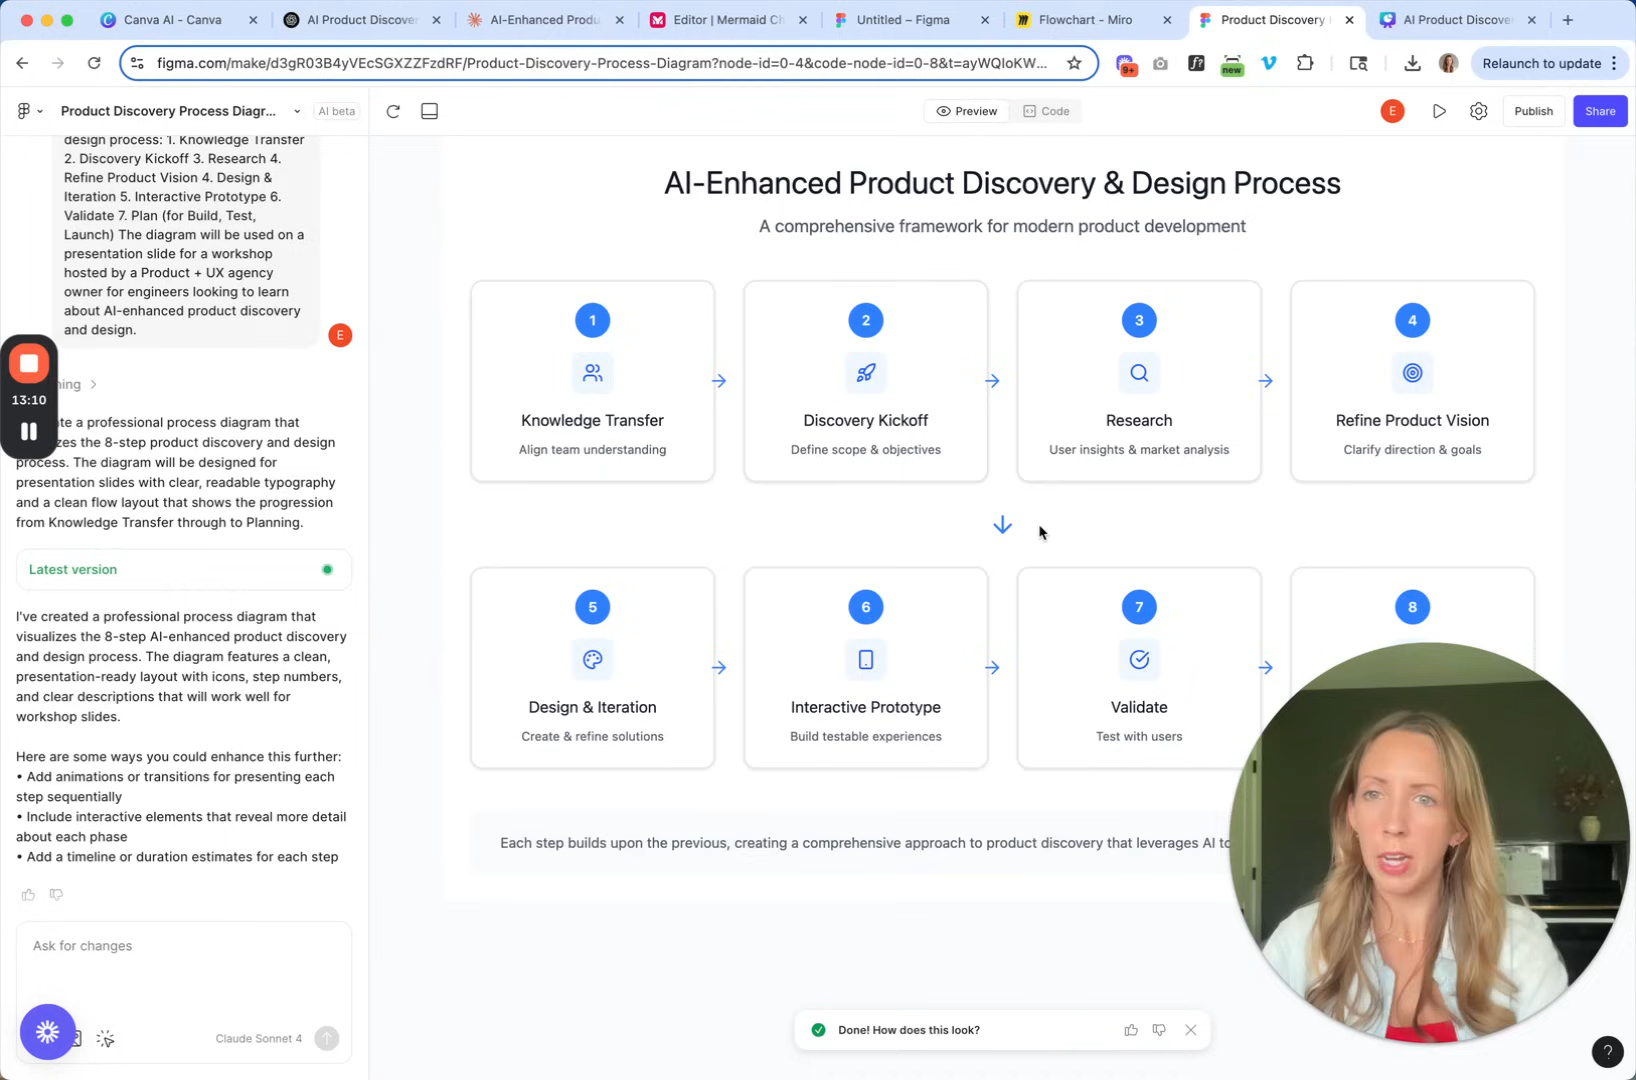 Canva AI - Canva
AI Product Discover
AI-Enhanced Produ
Editor | Mermaid Ch
Untitled – Figma
Flowchart - Miro
Product Discovery
AI Product Discove
figma.com/make/d3gR03B4yVEcSGXZZFzdRF/Product-Discovery-Process-Diagram?node-id=0-4&code-node-id=0-8&t=ayWQIoKW...
9+
new
Relaunch to update
Product Discovery Process Diagr...
AI beta
Preview
Code
E
Publish
Share
design process: 1. Knowledge Transfer
2. Discovery Kickoff 3. Research 4.
Refine Product Vision 4. Design &
Iteration 5. Interactive Prototype 6.
Validate 7. Plan (for Build, Test,
Launch) The diagram will be used on a
presentation slide for a workshop
hosted by a Product + UX agency
owner for engineers looking to learn
about AI-enhanced product discovery
and design.
E
13:10
te a professional process diagram that
zes the 8-step product discovery and design
process. The diagram will be designed for
presentation slides with clear, readable typography
and a clean flow layout that shows the progression
from Knowledge Transfer through to Planning.
Latest version
I've created a professional process diagram that
visualizes the 8-step AI-enhanced product discovery
and design process. The diagram features a clean,
presentation-ready layout with icons, step numbers,
and clear descriptions that will work well for
workshop slides.
Here are some ways you could enhance this further:
• Add animations or transitions for presenting each
step sequentially
• Include interactive elements that reveal more detail
about each phase
• Add a timeline or duration estimates for each step
Ask for changes
Claude Sonnet 4
AI-Enhanced Product Discovery & Design Process
A comprehensive framework for modern product development
1
Knowledge Transfer
Align team understanding
2
Discovery Kickoff
Define scope & objectives
3
Research
User insights & market analysis
4
Refine Product Vision
Clarify direction & goals
5
Design & Iteration
Create & refine solutions
6
Interactive Prototype
Build testable experiences
7
Validate
Test with users
8
Each step builds upon the previous, creating a comprehensive approach to product discovery that leverages AI to
Done! How does this look?
?